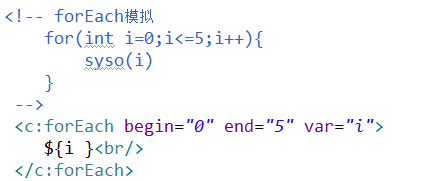 <!-- forEach模拟
for(int i=0;i<=5;i++){
syso(i)
}
-->
<c:forEach begin="0" end="5" var="i">
${i }<br/>
</c:forEach>